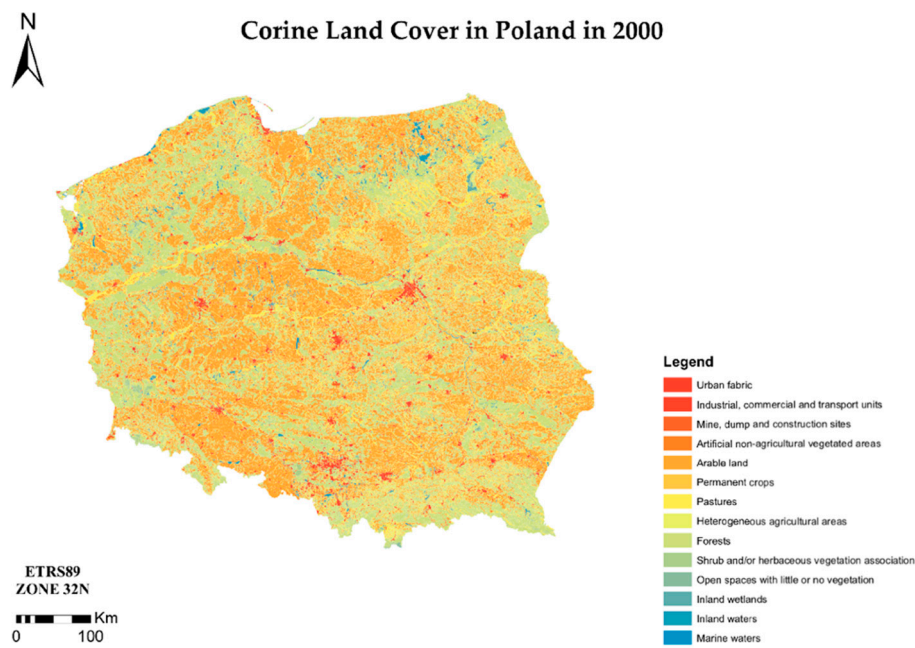 N
Corine Land Cover in Poland in 2000
Legend
Urban fabric
Industrial, commercial and transport units
Mine, dump and construction sites
Artificial non-agricultural vegetated areas
Arable land
Permanent crops
Pastures
Heterogeneous agricultural areas
Forests
Shrub and/or herbaceous vegetation association
Open spaces with little or no vegetation
Inland wetlands
Inland waters
Marine waters
ETRS89
ZONE 32N
Km
0 100